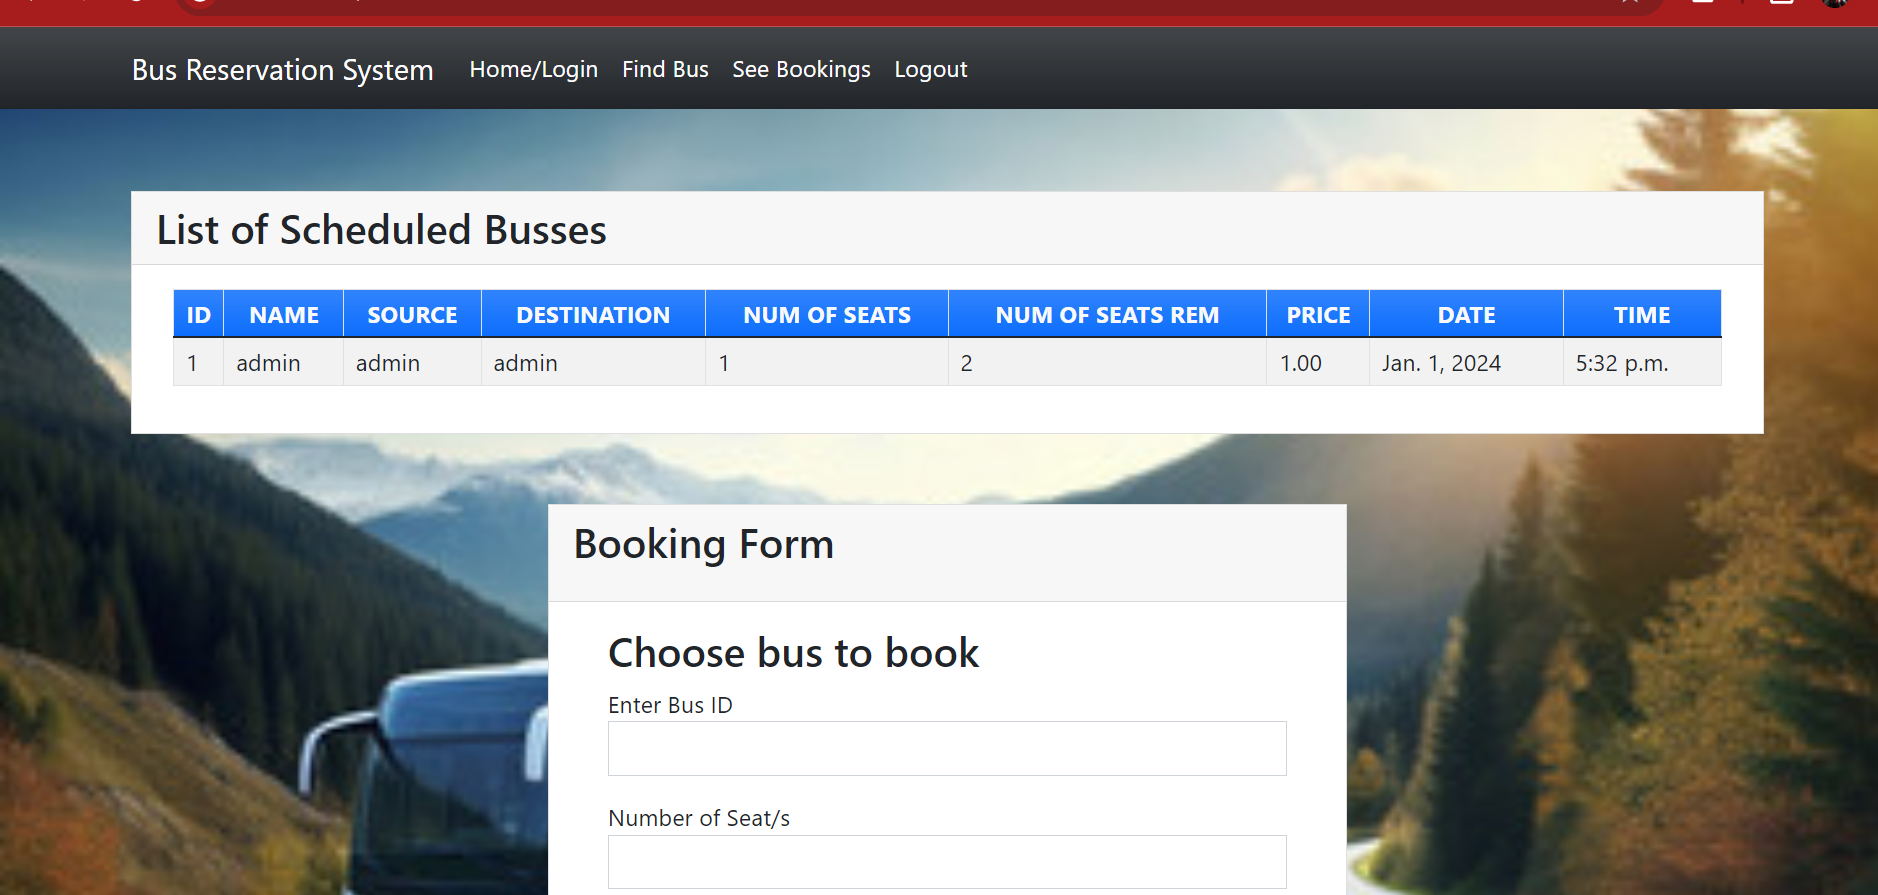 Bus Reservation System Home/Login Find Bus See Bookings Logout
List of Scheduled Busses
ID NAME SOURCE DESTINATION NUM OF SEATS NUM OF SEATS REM PRICE DATE TIME
1 admin admin admin 1 2 1.00 Jan. 1, 2024 5:32 p.m.
Booking Form
Choose bus to book
Enter Bus ID
Number of Seat/s